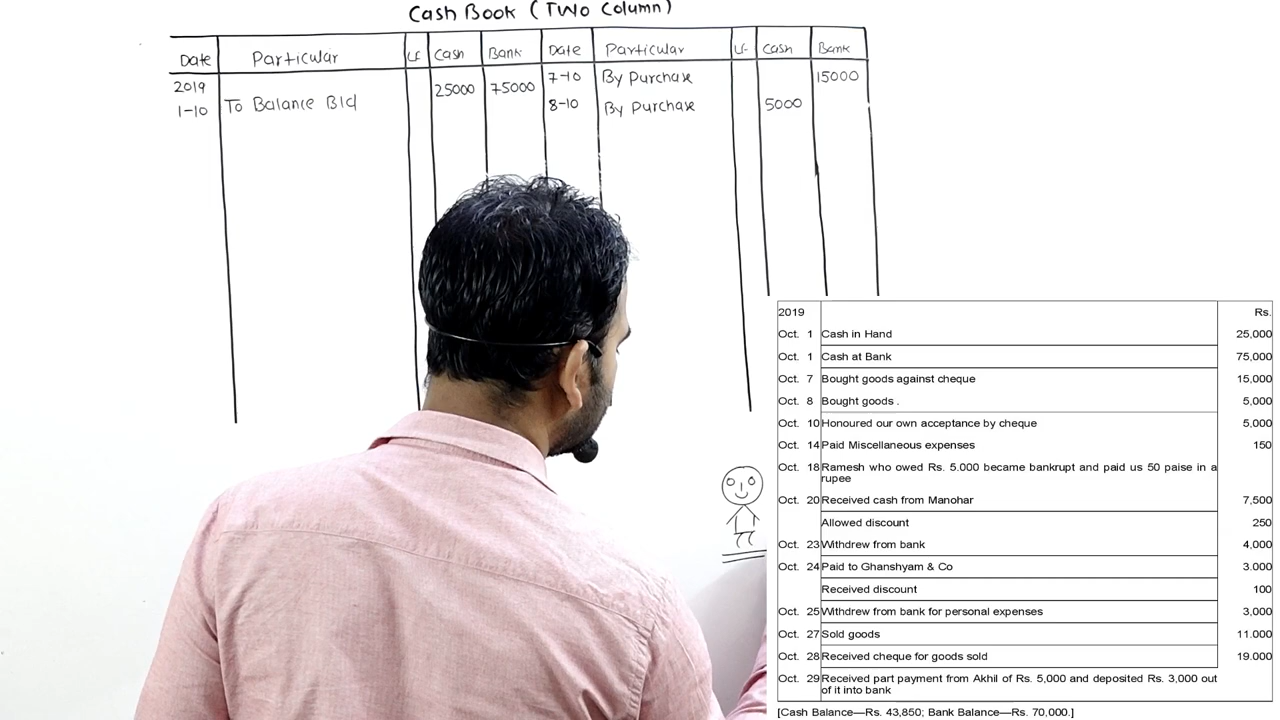 Cash Book (Two Column)
Date Particular LF Cash Bank Date Particular LF Cash Bank
2019 25000 75000 7-10 By Purchase 15000
1-10 To Balance B/d 8-10 By Purchase 5000
2019 Rs.
Oct. 1 Cash in Hand 25,000
Oct. 1 Cash at Bank 75,000
Oct. 7 Bought goods against cheque 15,000
Oct. 8 Bought goods . 5,000
Oct. 10 Honoured our own acceptance by cheque 5,000
Oct. 14 Paid Miscellaneous expenses 150
Oct. 18 Ramesh who owed Rs. 5.000 became bankrupt and paid us 50 paise in a
rupee
Oct. 20 Received cash from Manohar 7,500
Allowed discount 250
Oct. 23 Withdrew from bank 4,000
Oct. 24 Paid to Ghanshyam & Co 3.000
Received discount 100
Oct. 25 Withdrew from bank for personal expenses 3,000
Oct. 27 Sold goods 11.000
Oct. 28 Received cheque for goods sold 19.000
Oct. 29 Received part payment from Akhil of Rs. 5,000 and deposited Rs. 3,000 out
of it into bank
[Cash Balance—Rs. 43,850; Bank Balance—Rs. 70,000.]